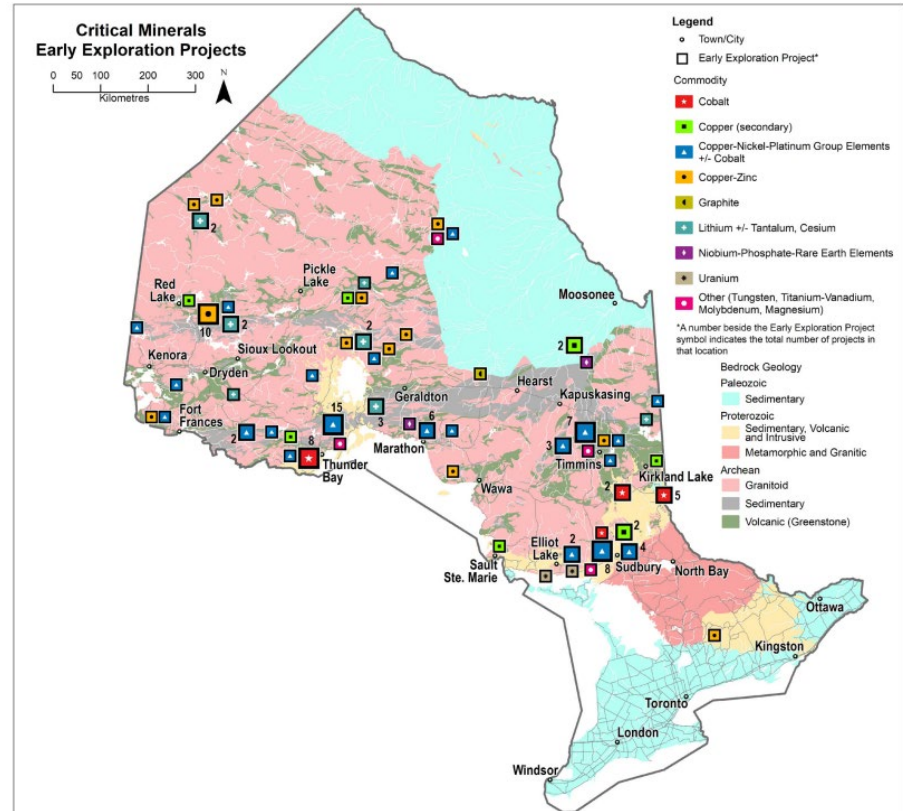 Critical Minerals
Early Exploration Projects
0 50 100 200 300
Kilometres
N
Legend
Town/City
Early Exploration Project*
Commodity
Cobalt
Copper (secondary)
Copper-Nickel-Platinum Group Elements
+/- Cobalt
Copper-Zinc
Graphite
Lithium +/- Tantalum, Cesium
Niobium-Phosphate-Rare Earth Elements
Uranium
Other (Tungsten, Titanium-Vanadium,
Molybdenum, Magnesium)
*A number beside the Early Exploration Project
symbol indicates the total number of projects in
that location
Bedrock Geology
Paleozoic
Sedimentary
Proterozoic
Sedimentary, Volcanic
and Intrusive
Metamorphic and Granitic
Archean
Granitoid
Sedimentary
Volcanic (Greenstone)
2
Pickle
Lake
Red
Lake
Moosonee
10
2
2
2
Kenora
Sioux Lookout
Dryden
Geraldton
Hearst
Kapuskasing
Fort
Frances
2
15
3
6
7
3
8
Marathon
Timmins
Thunder
Bay
Kirkland Lake
Wawa
2
5
2
2
4
8
Elliot
Lake
Sault
Ste. Marie
Sudbury
North Bay
Ottawa
Kingston
Toronto
London
Windsor